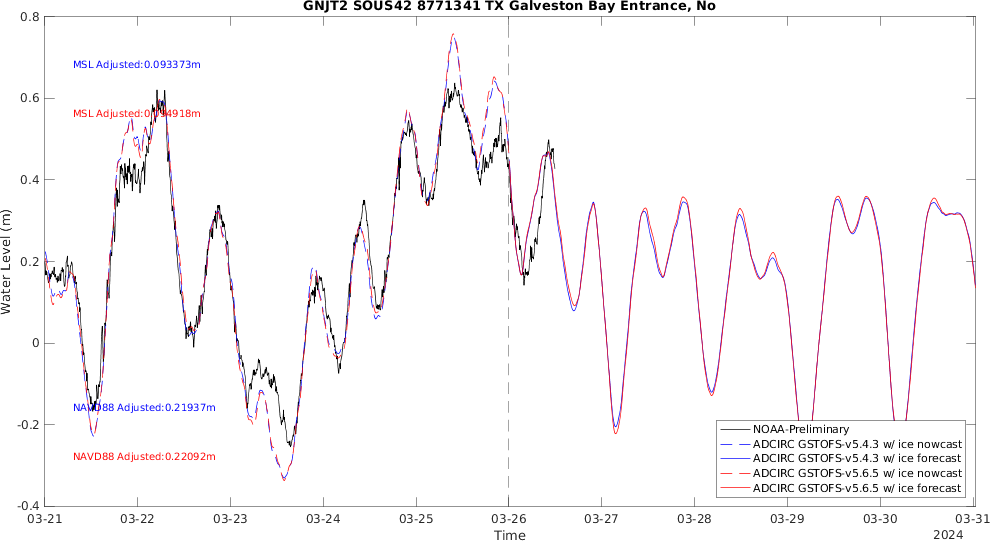 GNJT2 SOUS42 8771341 TX Galveston Bay Entrance, No
0.8
0.6
0.4
0.2
0
-0.2
-0.4
Water Level (m)
MSL Adjusted:0.093373m
MSL Adjusted:0.094918m
NAVD88 Adjusted:0.21937m
NAVD88 Adjusted:0.22092m
NOAA-Preliminary
ADCIRC GSTOFS-v5.4.3 w/ ice nowcast
ADCIRC GSTOFS-v5.4.3 w/ ice forecast
ADCIRC GSTOFS-v5.6.5 w/ ice nowcast
ADCIRC GSTOFS-v5.6.5 w/ ice forecast
03-21 03-22 03-23 03-24 03-25 03-26 03-27 03-28 03-29 03-30 03-31
Time
2024